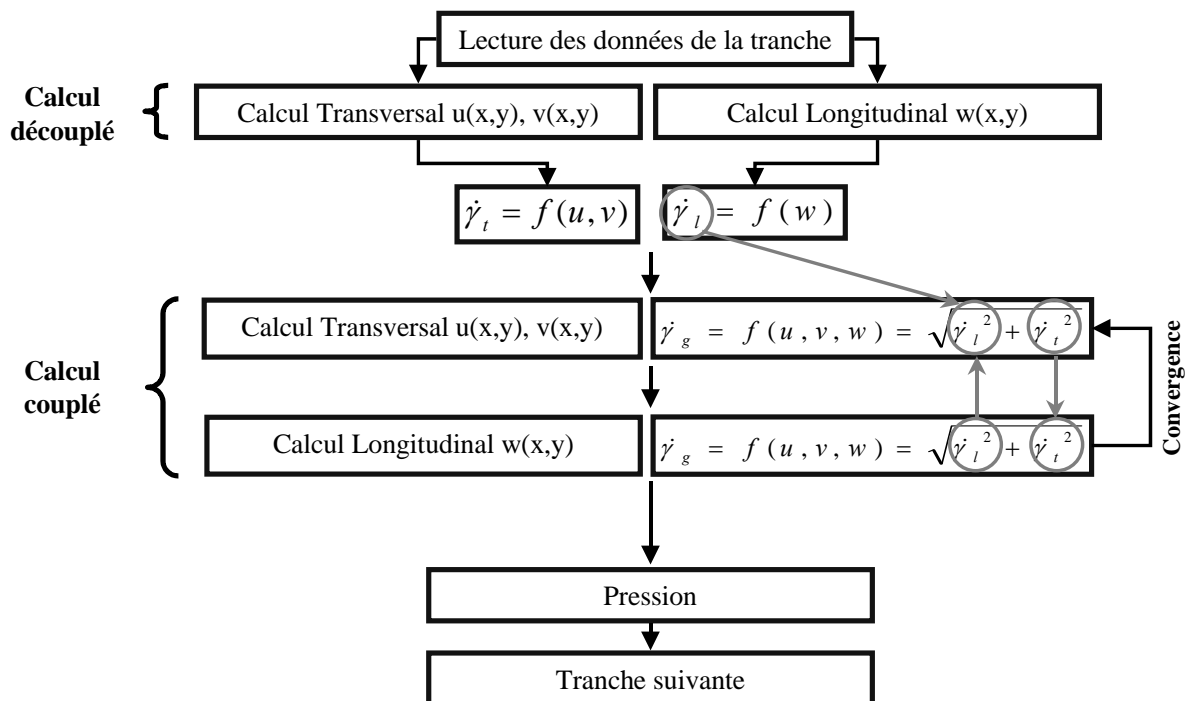 Lecture des données de la tranche
Calcul
découplé
Calcul Transversal u(x,y), v(x,y)
Calcul Longitudinal w(x,y)
γ̇ₜ = f(u,v)
γ̇ₗ = f(w)
Calcul
couplé
Calcul Transversal u(x,y), v(x,y)
γ̇ g = f(u,v,w) = √(γ̇ₗ² + γ̇ₜ²)
Calcul Longitudinal w(x,y)
γ̇ g = f(u,v,w) = √(γ̇ₗ² + γ̇ₜ²)
Convergence
Pression
Tranche suivante